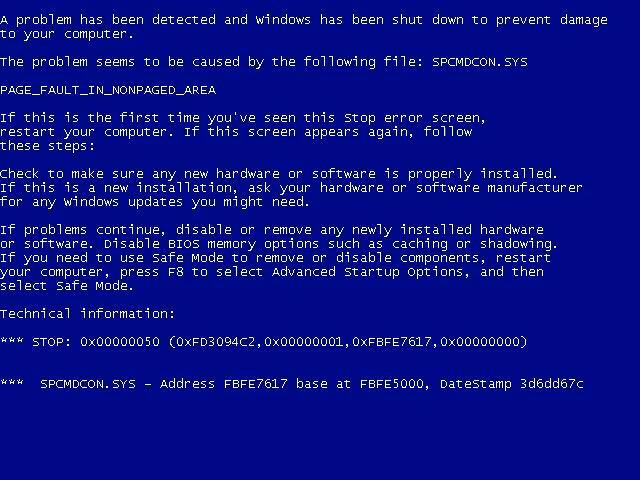 A problem has been detected and Windows has been shut down to prevent damage
to your computer.
The problem seems to be caused by the following file: SPCMDCON.SYS
PAGE_FAULT_IN_NONPAGED_AREA
If this is the first time you've seen this Stop error screen,
restart your computer. If this screen appears again, follow
these steps:
Check to make sure any new hardware or software is properly installed.
If this is a new installation, ask your hardware or software manufacturer
for any Windows updates you might need.
If problems continue, disable or remove any newly installed hardware
or software. Disable BIOS memory options such as caching or shadowing.
If you need to use Safe Mode to remove or disable components, restart
your computer, press F8 to select Advanced Startup Options, and then
select Safe Mode.
Technical information:
*** STOP: 0x00000050 (0xFD3094C2,0x00000001,0xFBFE7617,0x00000000)
*** SPCMDCON.SYS – Address FBFE7617 base at FBFE5000, DateStamp 3d6dd67c